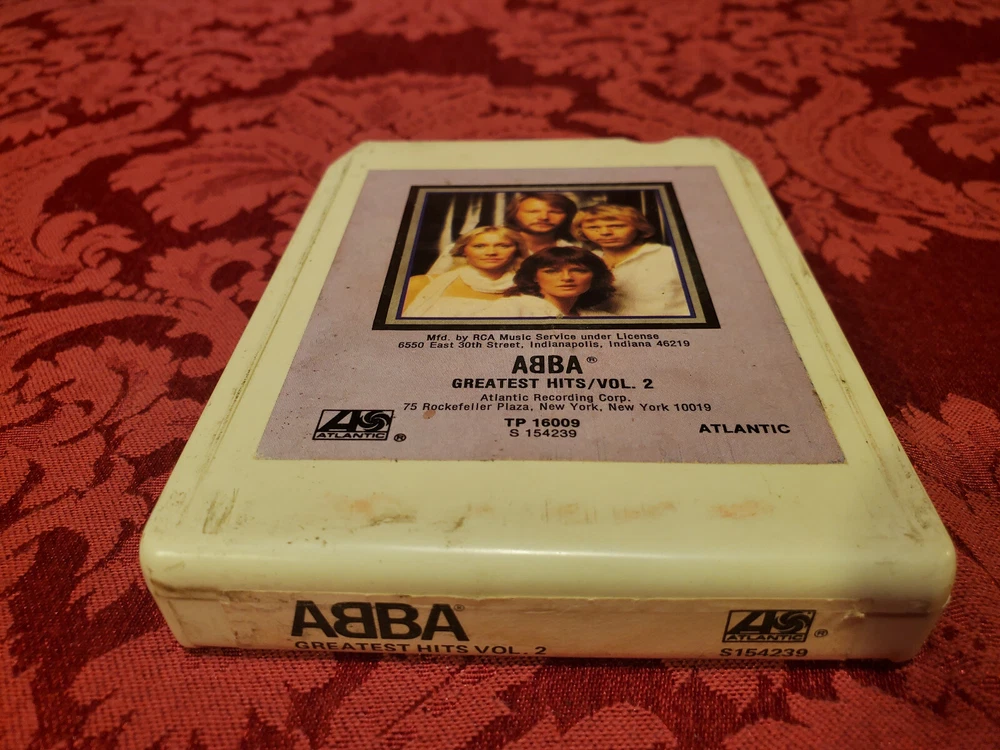 Mfd. by RCA Music Service under License
6550 East 30th Street, Indianapolis, Indiana 46219
AᗺBA®
GREATEST HITS/VOL. 2
Atlantic Recording Corp.
75 Rockefeller Plaza, New York, New York 10019
TP 16009
S 154239
ATLANTIC®
ATLANTIC
AᗺBA®
GREATEST HITS VOL. 2
ATLANTIC®
S154239